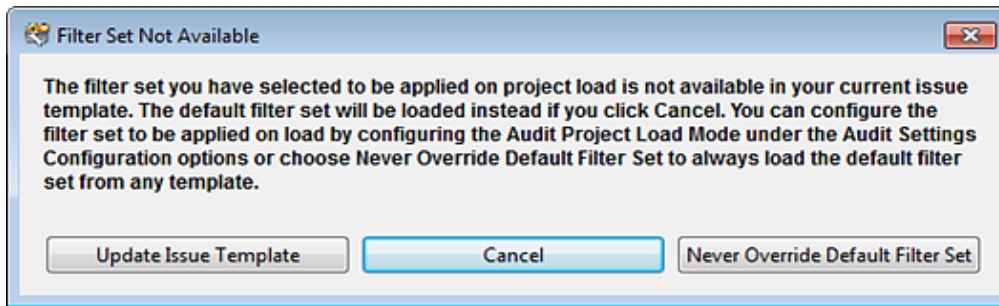 Filter Set Not Available
The filter set you have selected to be applied on project load is not available in your current issue
template. The default filter set will be loaded instead if you click Cancel. You can configure the
filter set to be applied on load by configuring the Audit Project Load Mode under the Audit Settings
Configuration options or choose Never Override Default Filter Set to always load the default filter
set from any template.
Update Issue Template
Cancel
Never Override Default Filter Set